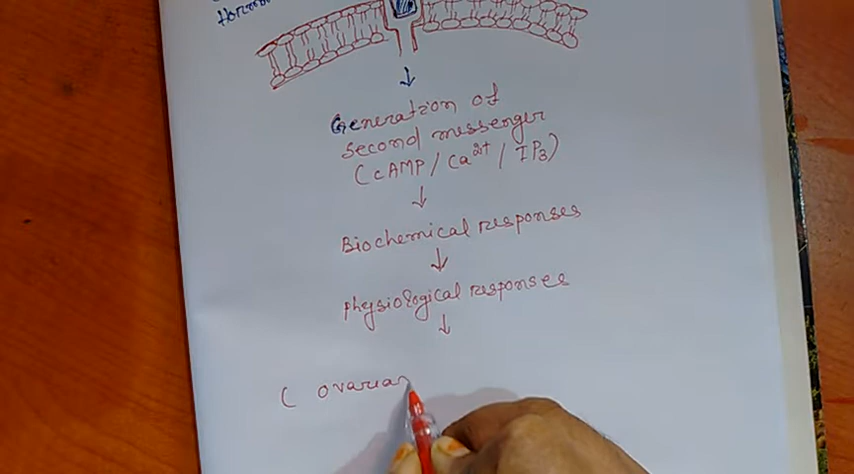 Generation of
second messenger
(cAMP / Ca2+ / IP3)
Biochemical responses
physiological responses
( ovarian